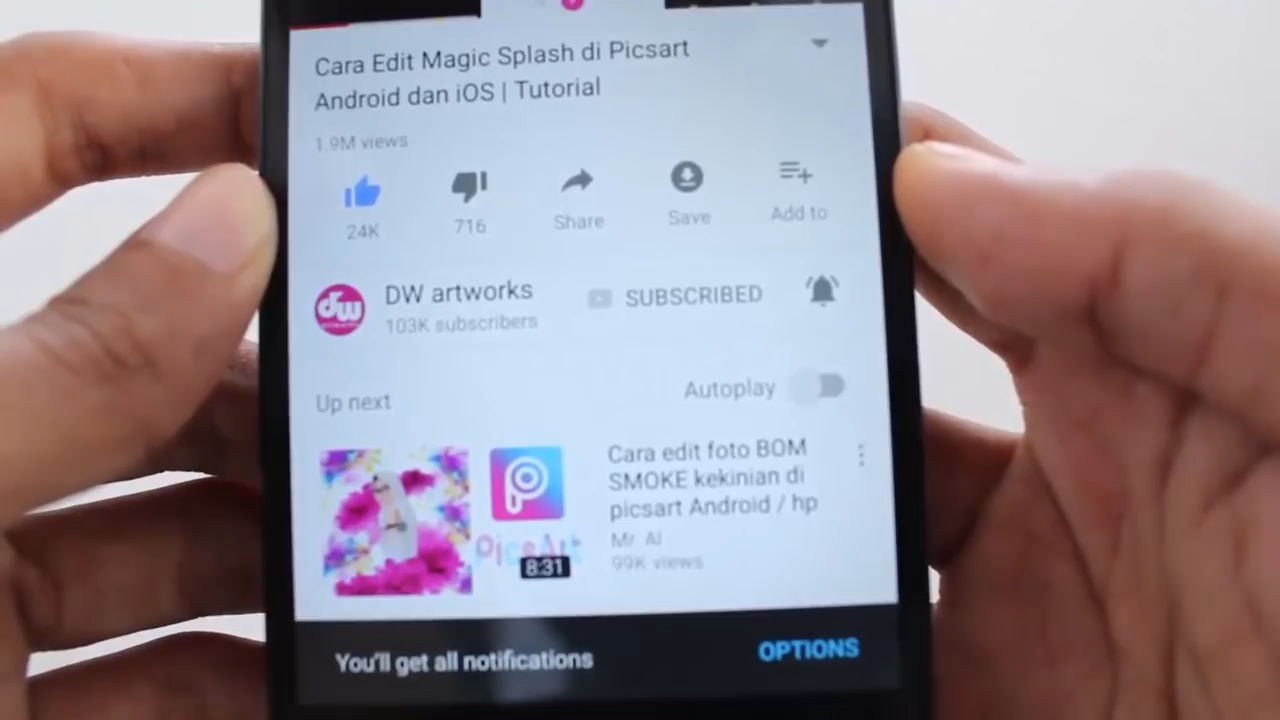 Cara Edit Magic Splash di Picsart
Android dan iOS | Tutorial
1.9M views
24K
716
Share
Save
Add to
dw
DW artworks
103K subscribers
SUBSCRIBED
Up next
Autoplay
PicsArt
8:31
Cara edit foto BOM
SMOKE kekinian di
picsart Android / hp
Mr. Al
99K views
You'll get all notifications
OPTIONS